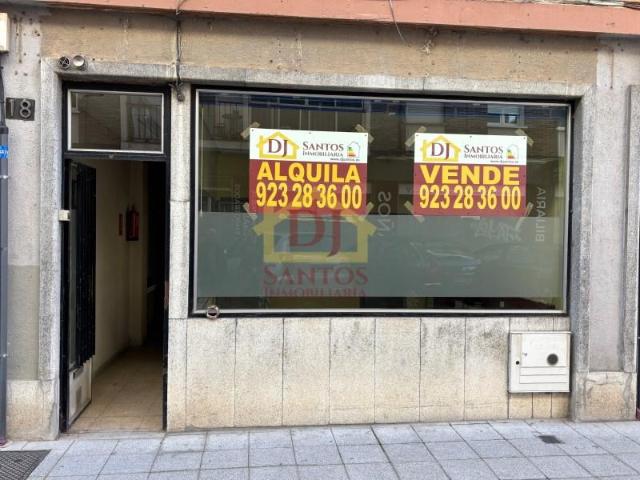 18
DJ SANTOS
INMOBILIARIA
ALQUILA
923 28 36 00
DJ SANTOS
INMOBILIARIA
VENDE
923 28 36 00
DJ
SANTOS
INMOBILIARIA